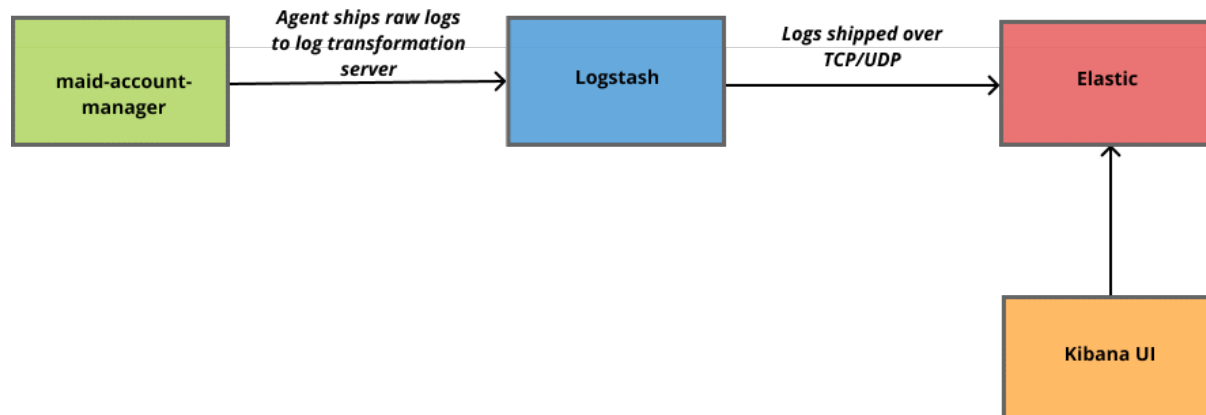 Agent ships raw logs
to log transformation
server
maid-account-
manager
Logstash
Logs shipped over
TCP/UDP
Elastic
Kibana UI